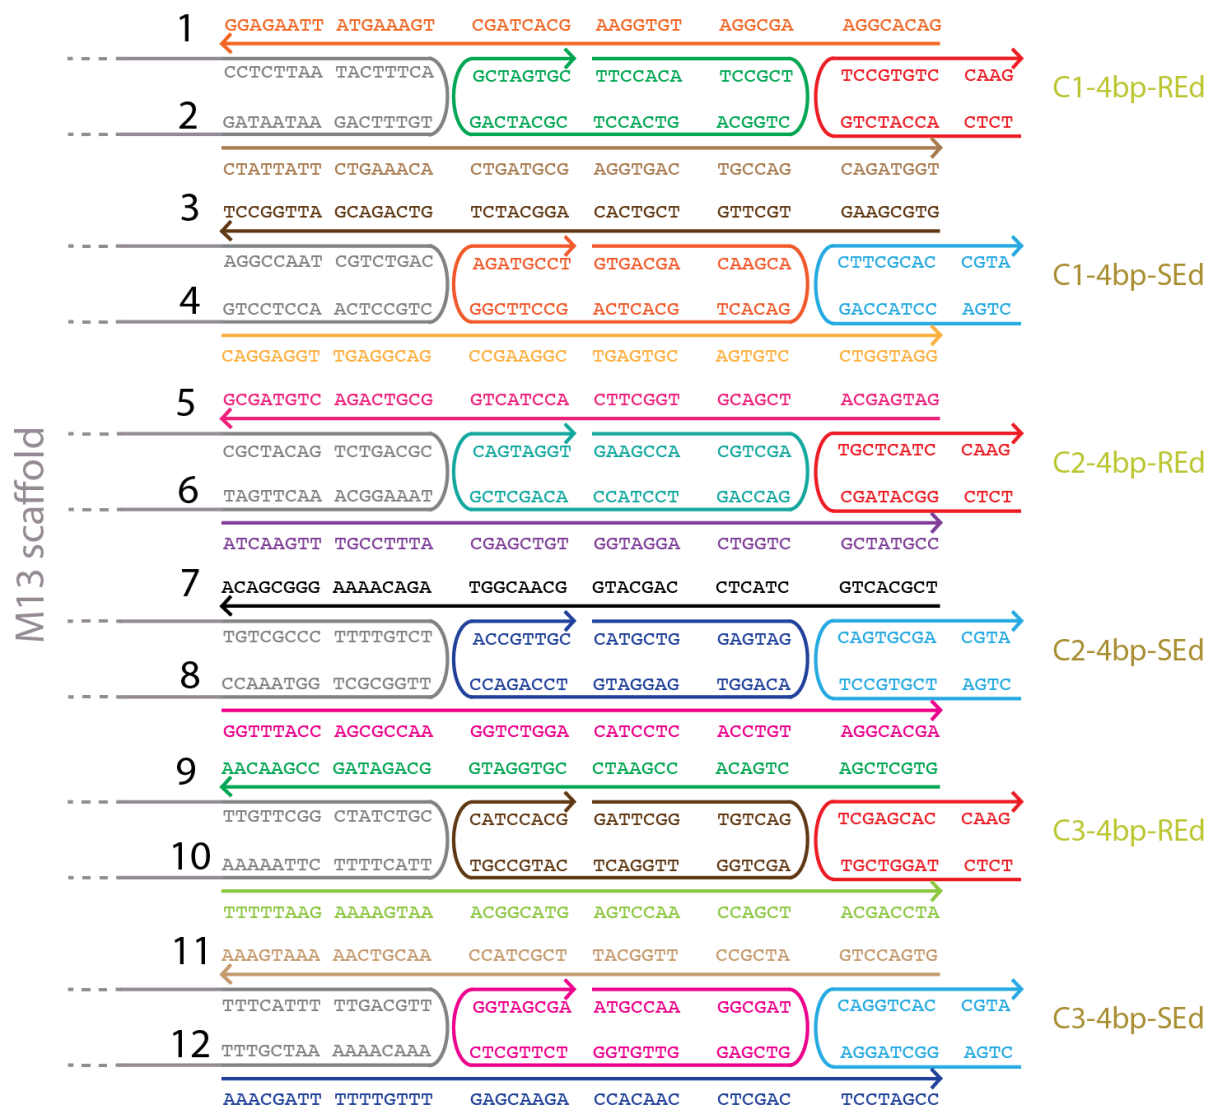 1 GGAGAATT ATGAAAGT CGATCACG AAGGTGT AGGCGA AGGCACAG
CCTCTTAA TACTTTCA GCTAGTGC TTCCACA TCCGCT TCCGTGTC CAAG
C1-4bp-REd
2 GATAATAA GACTTTGT GACTACGC TCCACTG ACGGTC GTCTACCA CTCT
CTATTATT CTGAAACA CTGATGCG AGGTGAC TGCCAG CAGATGGT
3 TCCGGTTA GCAGACTG TCTACGGA CACTGCT GTTCGT GAAGCGTG
AGGCCAAT CGTCTGAC AGATGCCT GTGACGA CAAGCA CTTCGCAC CGTA
C1-4bp-SEd
4 GTCCTCCA ACTCCGTC GGCTTCCG ACTCACG TCACAG GACCATCC AGTC
CAGGAGGT TGAGGCAG CCGAAGGC TGAGTGC AGTGTC CTGGTAGG
5 GCGATGTC AGACTGCG GTCATCCA CTTCGGT GCAGCT ACGAGTAG
CGCTACAG TCTGACGC CAGTAGGT GAAGCCA CGTCGA TGCTCATC CAAG
C2-4bp-REd
6 TAGTTCAA ACGGAAAT GCTCGACA CCATCCT GACCAG CGATACGG CTCT
ATCAAGTT TGCCTTTA CGAGCTGT GGTAGGA CTGGTC GCTATGCC
M13 scaffold
7 ACAGCGGG AAAACAGA TGGCAACG GTACGAC CTCATC GTCACGCT
TGTCGCCC TTTTGTCT ACCGTTGC CATGCTG GAGTAG CAGTGCGA CGTA
C2-4bp-SEd
8 CCAAATGG TCGCGGTT CCAGACCT GTAGGAG TGGACA TCCGTGCT AGTC
GGTTTACC AGCGCCAA GGTCTGGA CATCCTC ACCTGT AGGCACGA
9 AACAAGCC GATAGACG GTAGGTGC CTAAGCC ACAGTC AGCTCGTG
TTGTTCGG CTATCTGC CATCCACG GATTCGG TGTCAG TCGAGCAC CAAG
C3-4bp-REd
10 AAAAATTC TTTTCATT TGCCGTAC TCAGGTT GGTCGA TGCTGGAT CTCT
TTTTTAAG AAAAGTAA ACGGCATG AGTCCAA CCAGCT ACGACCTA
11 AAAGTAAA AACTGCAA CCATCGCT TACGGTT CCGCTA GTCCAGTG
TTTCATTT TTGACGTT GGTAGCGA ATGCCAA GGCGAT CAGGTCAC CGTA
C3-4bp-SEd
12 TTTGCTAA AAAACAAA CTCGTTCT GGTGTTG GAGCTG AGGATCGG AGTC
AAACGATT TTTTGTTT GAGCAAGA CCACAAC CTCGAC TCCTAGCC